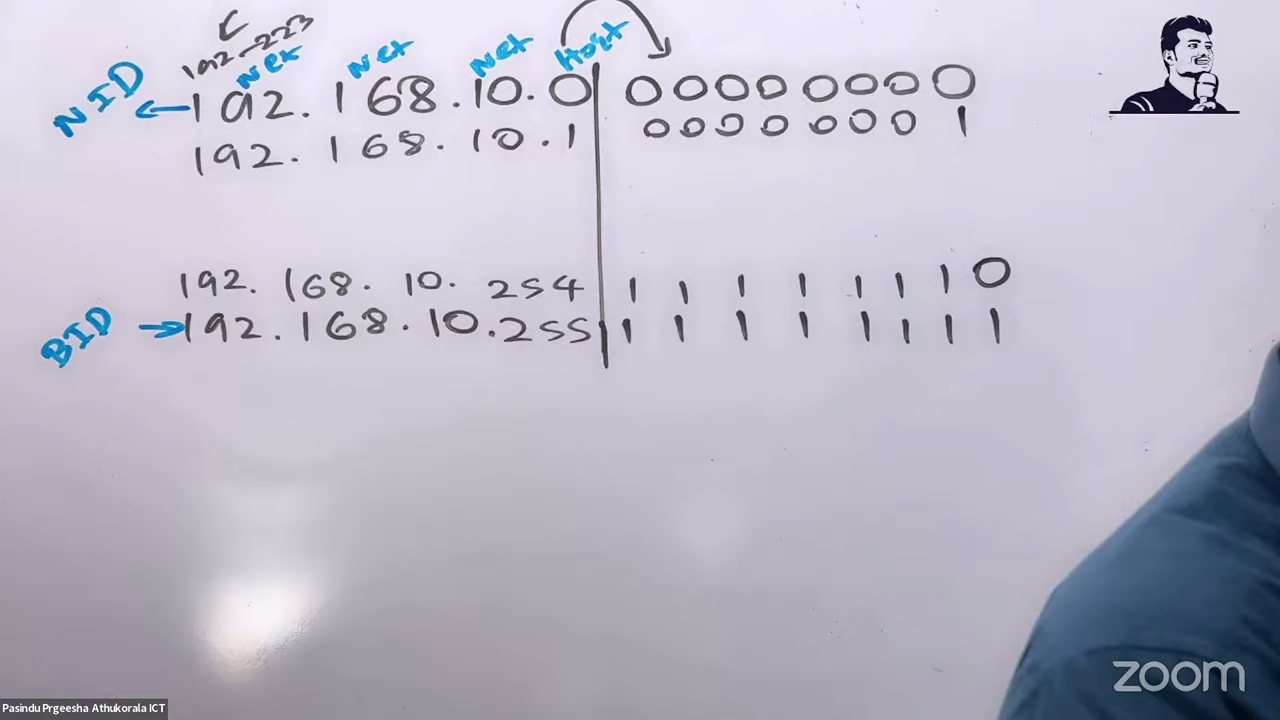 C
192-223
Net Net Net Host
NID ← 192.168.10.0 | 0 0 0 0 0 0 0 0
192.168.10.1 | 0 0 0 0 0 0 0 1
192.168.10.254 | 1 1 1 1 1 1 1 0
BID → 192.168.10.255 | 1 1 1 1 1 1 1 1
zoom
Pasindu Prgeesha Athukorala ICT